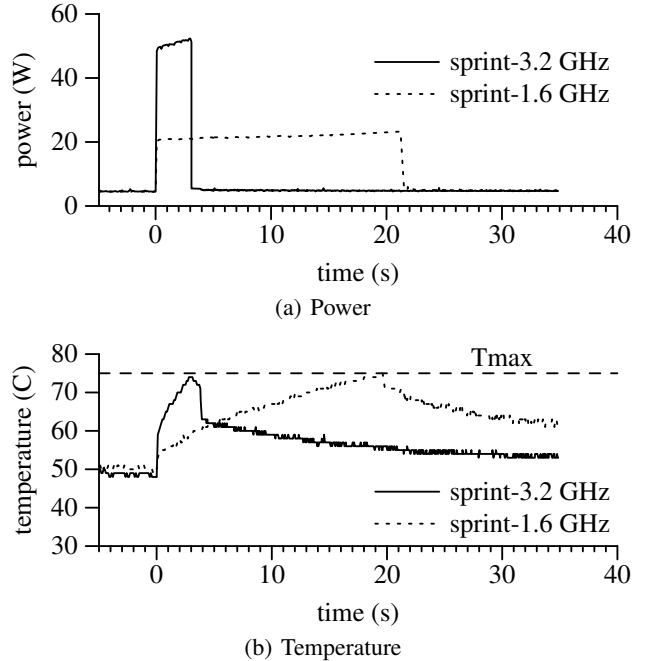 60
40
20
0
power (W)
sprint-3.2 GHz
sprint-1.6 GHz
0 10 20 30 40
time (s)
(a) Power
80
70
60
50
40
30
temperature (C)
Tmax
sprint-3.2 GHz
sprint-1.6 GHz
0 10 20 30 40
time (s)
(b) Temperature